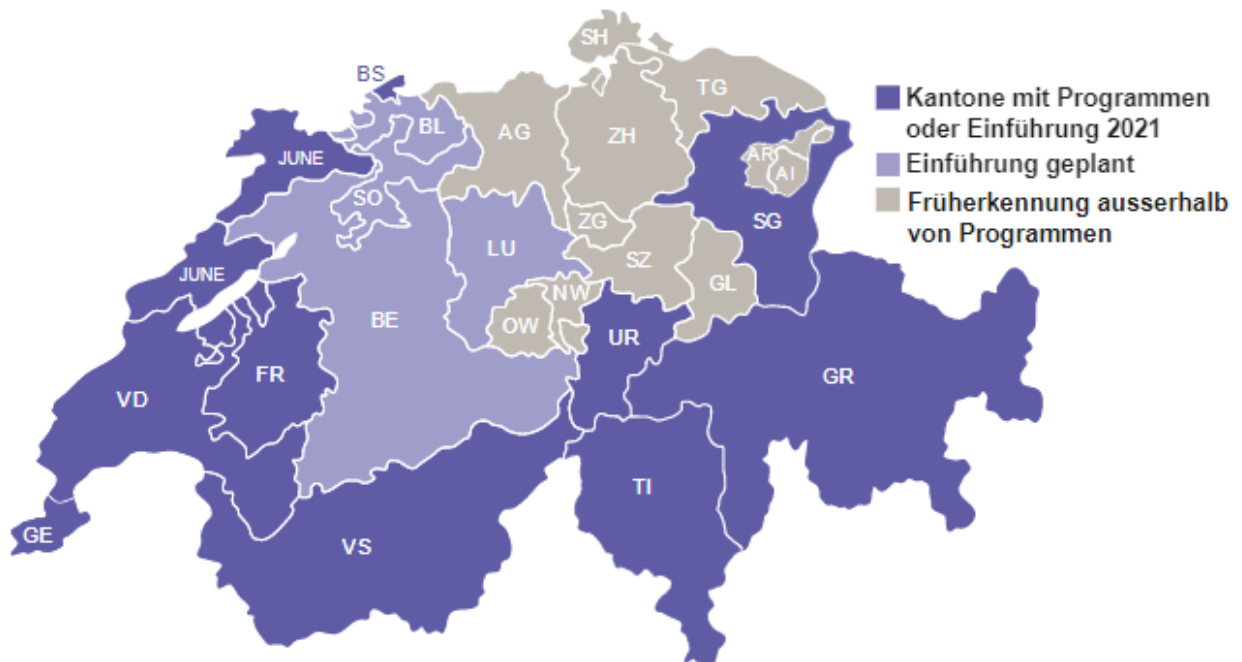 SH
BS
TG
BL
AG
ZH
JUNE
AR
AI
SO
ZG
SG
LU
SZ
JUNE
NW
GL
BE
OW
UR
FR
GR
VD
TI
GE
VS
Kantone mit Programmen
oder Einführung 2021
Einführung geplant
Früherkennung ausserhalb
von Programmen